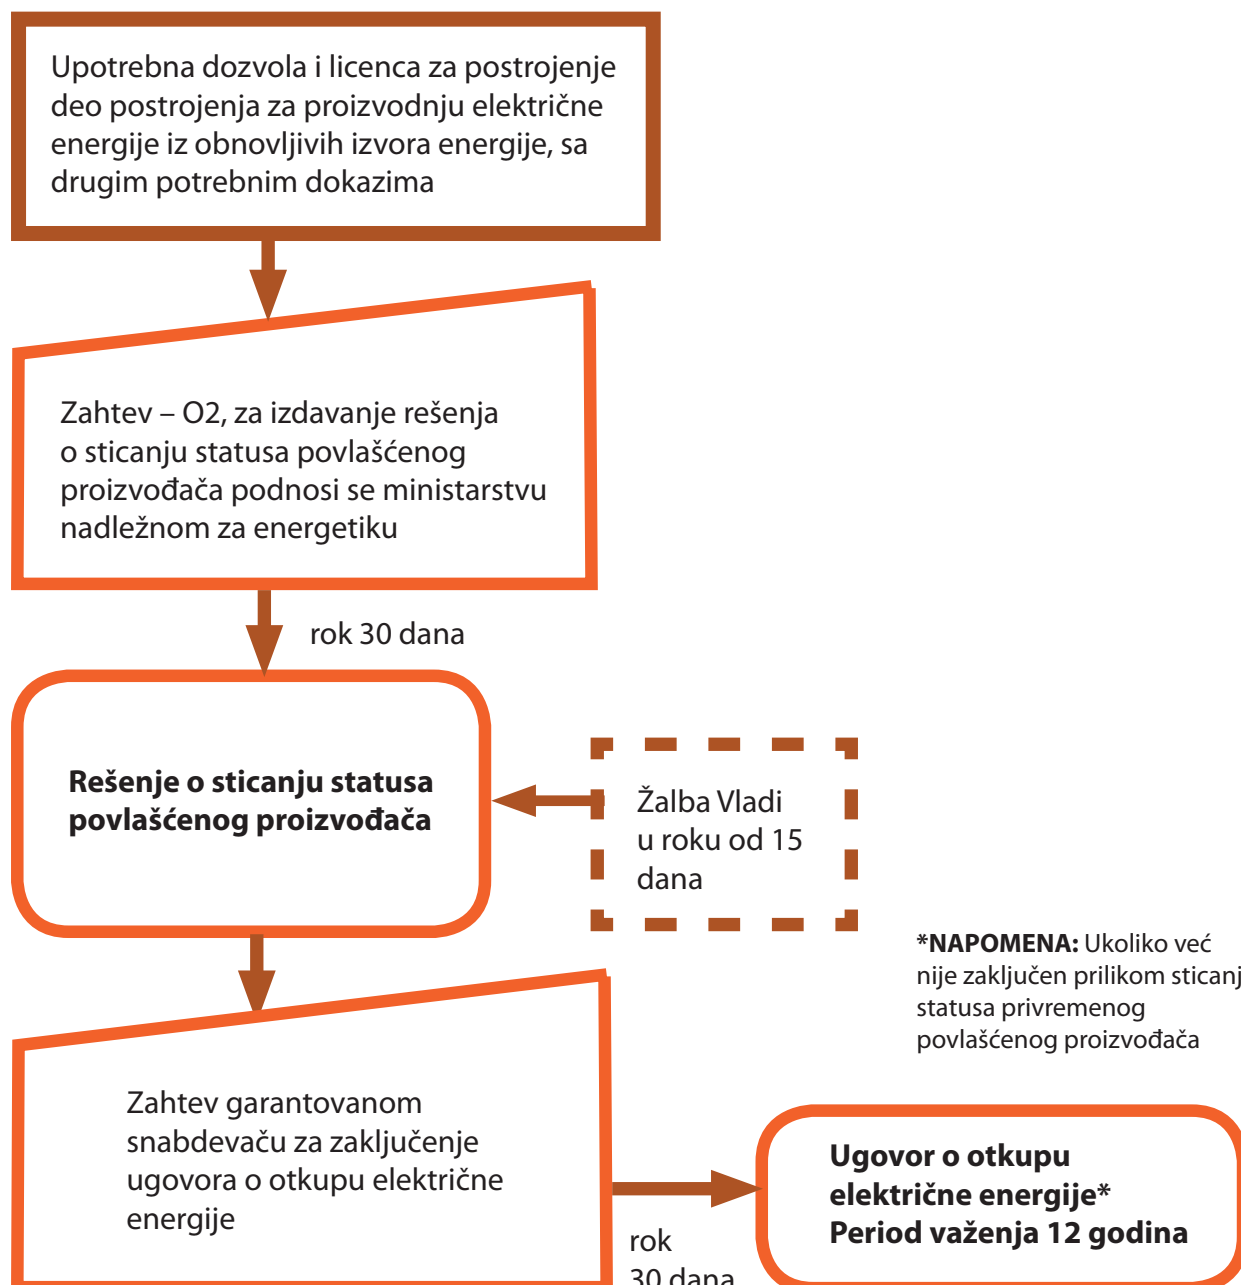 Upotrebna dozvola i licenca za postrojenje
deo postrojenja za proizvodnju električne
energije iz obnovljivih izvora energije, sa
drugim potrebnim dokazima
Zahtev – O2, za izdavanje rešenja
o sticanju statusa povlašćenog
proizvođača podnosi se ministarstvu
nadležnom za energetiku
rok 30 dana
Rešenje o sticanju statusa
povlašćenog proizvođača
Žalba Vladi
u roku od 15
dana
*NAPOMENA: Ukoliko već
nije zaključen prilikom sticanj
statusa privremenog
povlašćenog proizvođača
Zahtev garantovanom
snabdevaču za zaključenje
ugovora o otkupu električne
energije
rok
30 dana
Ugovor o otkupu
električne energije*
Period važenja 12 godina